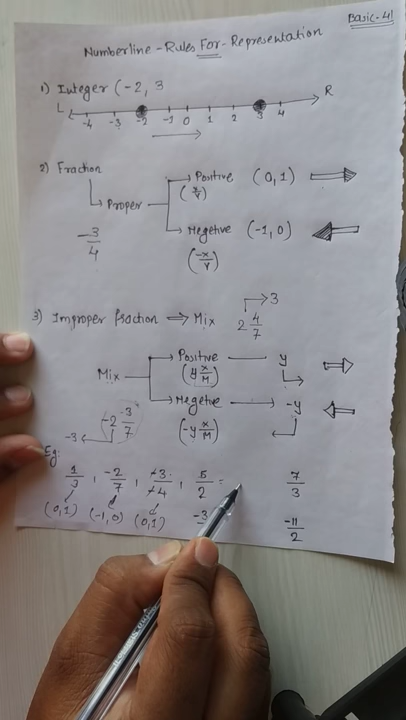 Basic-41
Numberline-Rules For-Representation
1) Integer (-2, 3
L -4 -3 -2 -1 0 1 2 3 4 R
2) Fraction
Proper
Positive (0,1)
(x/y)
Negetive (-1,0)
(-x/y)
-3/4
3) Improper fraction ⇒ Mix 2 4/7 → 3
Mix
Positive — y
(y x/M)
Negetive — -y
(-y x/M)
-2 -3/7
-3
Eg:
1/3 , -2/7 , -3/-4 , 5/2 = 7/3
(0,1) (-1,0) (0,1) -3 -11/2